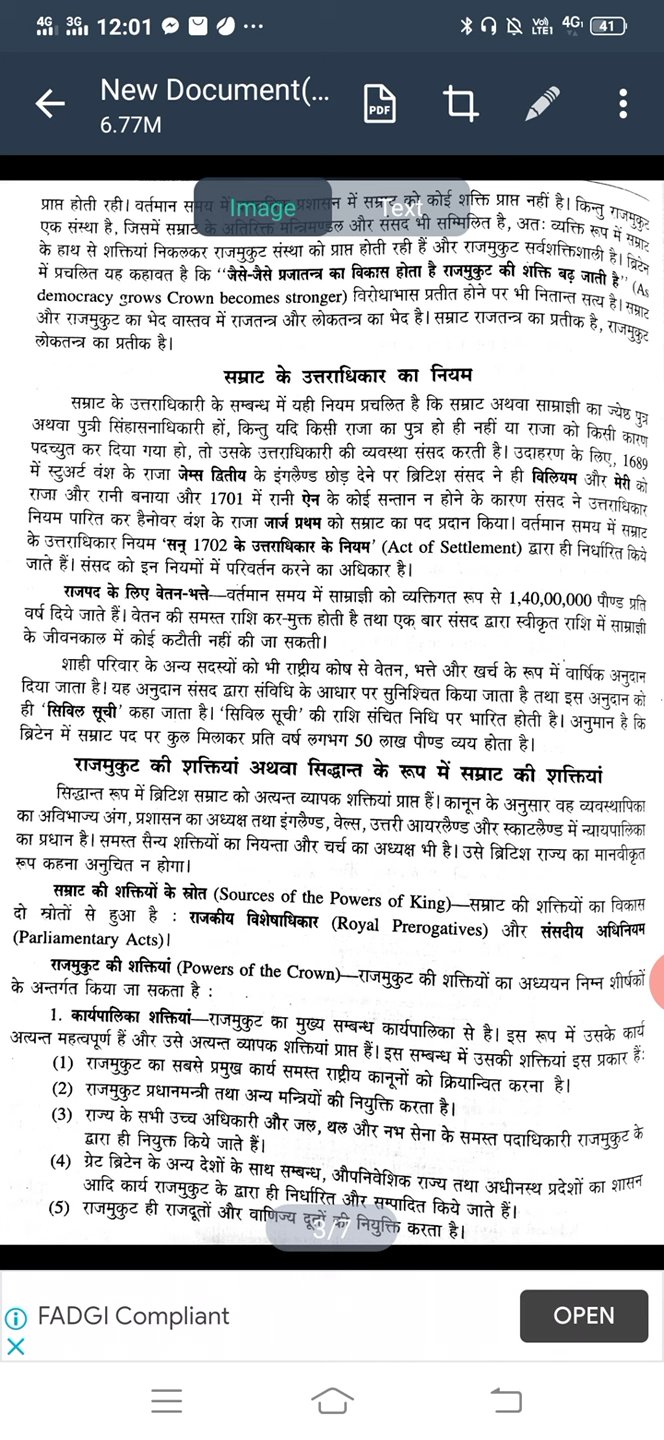 4G 3G 12:01 ... Vo) LTE1 4G 41
New Document(...
6.77M
PDF
Image Text
प्राप्त होती रही। वर्तमान समय में प्रशासन में सम्राट को कोई शक्ति प्राप्त नहीं है। किन्तु राजमुकुट
एक संस्था है, जिसमें सम्राट के अतिरिक्त मन्त्रिमण्डल और संसद भी सम्मिलित है, अतः व्यक्ति रूप में सम्राट
के हाथ से शक्तियां निकलकर राजमुकुट संस्था को प्राप्त होती रही हैं और राजमुकुट सर्वशक्तिशाली है। ब्रिटेन
में प्रचलित यह कहावत है कि ‘‘जैसे-जैसे प्रजातन्त्र का विकास होता है राजमुकुट की शक्ति बढ़ जाती है’’ (As
democracy grows Crown becomes stronger) विरोधाभास प्रतीत होने पर भी नितान्त सत्य है। सम्राट
और राजमुकुट का भेद वास्तव में राजतन्त्र और लोकतन्त्र का भेद है। सम्राट राजतन्त्र का प्रतीक है, राजमुकुट
लोकतन्त्र का प्रतीक है।
सम्राट के उत्तराधिकार का नियम
सम्राट के उत्तराधिकारी के सम्बन्ध में यही नियम प्रचलित है कि सम्राट अथवा साम्राज्ञी का ज्येष्ठ पुत्र
अथवा पुत्री सिंहासनाधिकारी हों, किन्तु यदि किसी राजा का पुत्र हो ही नहीं या राजा को किसी कारण
पदच्युत कर दिया गया हो, तो उसके उत्तराधिकारी की व्यवस्था संसद करती है। उदाहरण के लिए, 1689
में स्टुअर्ट वंश के राजा जेम्स द्वितीय के इंगलैण्ड छोड़ देने पर ब्रिटिश संसद ने ही विलियम और मेरी को
राजा और रानी बनाया और 1701 में रानी ऐन के कोई सन्तान न होने के कारण संसद ने उत्तराधिकार
नियम पारित कर हैनोवर वंश के राजा जार्ज प्रथम को सम्राट का पद प्रदान किया। वर्तमान समय में सम्राट
के उत्तराधिकार नियम ‘सन् 1702 के उत्तराधिकार के नियम’ (Act of Settlement) द्वारा ही निर्धारित किये
जाते हैं। संसद को इन नियमों में परिवर्तन करने का अधिकार है।
राजपद के लिए वेतन-भत्ते—वर्तमान समय में साम्राज्ञी को व्यक्तिगत रूप से 1,40,00,000 पौण्ड प्रति
वर्ष दिये जाते हैं। वेतन की समस्त राशि कर-मुक्त होती है तथा एक बार संसद द्वारा स्वीकृत राशि में साम्राज्ञी
के जीवनकाल में कोई कटौती नहीं की जा सकती।
शाही परिवार के अन्य सदस्यों को भी राष्ट्रीय कोष से वेतन, भत्ते और खर्च के रूप में वार्षिक अनुदान
दिया जाता है। यह अनुदान संसद द्वारा संविधि के आधार पर सुनिश्चित किया जाता है तथा इस अनुदान को
ही ‘सिविल सूची’ कहा जाता है। ‘सिविल सूची’ की राशि संचित निधि पर भारित होती है। अनुमान है कि
ब्रिटेन में सम्राट पद पर कुल मिलाकर प्रति वर्ष लगभग 50 लाख पौण्ड व्यय होता है।
राजमुकुट की शक्तियां अथवा सिद्धान्त के रूप में सम्राट की शक्तियां
सिद्धान्त रूप में ब्रिटिश सम्राट को अत्यन्त व्यापक शक्तियां प्राप्त हैं। कानून के अनुसार वह व्यवस्थापिका
का अविभाज्य अंग, प्रशासन का अध्यक्ष तथा इंगलैण्ड, वेल्स, उत्तरी आयरलैण्ड और स्काटलैण्ड में न्यायपालिका
का प्रधान है। समस्त सैन्य शक्तियों का नियन्ता और चर्च का अध्यक्ष भी है। उसे ब्रिटिश राज्य का मानवीकृत
रूप कहना अनुचित न होगा।
सम्राट की शक्तियों के स्रोत (Sources of the Powers of King)—सम्राट की शक्तियों का विकास
दो स्रोतों से हुआ है : राजकीय विशेषाधिकार (Royal Prerogatives) और संसदीय अधिनियम
(Parliamentary Acts)।
राजमुकुट की शक्तियां (Powers of the Crown)—राजमुकुट की शक्तियों का अध्ययन निम्न शीर्षकों
के अन्तर्गत किया जा सकता है :
1. कार्यपालिका शक्तियां—राजमुकुट का मुख्य सम्बन्ध कार्यपालिका से है। इस रूप में उसके कार्य
अत्यन्त महत्वपूर्ण हैं और उसे अत्यन्त व्यापक शक्तियां प्राप्त हैं। इस सम्बन्ध में उसकी शक्तियां इस प्रकार हैं:
(1) राजमुकुट का सबसे प्रमुख कार्य समस्त राष्ट्रीय कानूनों को क्रियान्वित करना है।
(2) राजमुकुट प्रधानमन्त्री तथा अन्य मन्त्रियों की नियुक्ति करता है।
(3) राज्य के सभी उच्च अधिकारी और जल, थल और नभ सेना के समस्त पदाधिकारी राजमुकुट के
द्वारा ही नियुक्त किये जाते हैं।
(4) ग्रेट ब्रिटेन के अन्य देशों के साथ सम्बन्ध, औपनिवेशिक राज्य तथा अधीनस्थ प्रदेशों का शासन
आदि कार्य राजमुकुट के द्वारा ही निर्धारित और सम्पादित किये जाते हैं।
(5) राजमुकुट ही राजदूतों और वाणिज्य दूतों की नियुक्ति करता है।
3/7
FADGI Compliant
OPEN